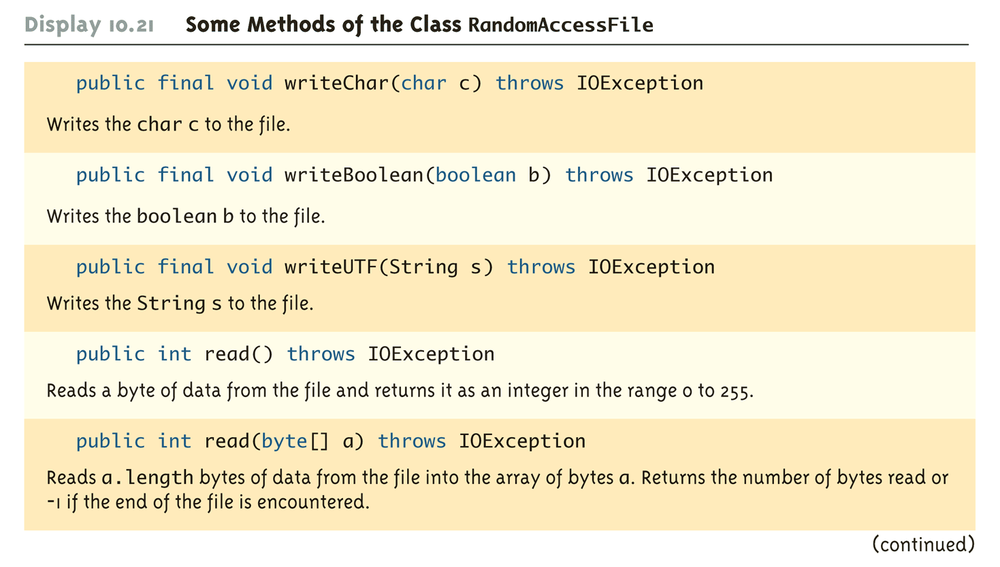 Display 10.21 Some Methods of the Class RandomAccessFile
public final void writeChar(char c) throws IOException
Writes the char c to the file.
public final void writeBoolean(boolean b) throws IOException
Writes the boolean b to the file.
public final void writeUTF(String s) throws IOException
Writes the String s to the file.
public int read() throws IOException
Reads a byte of data from the file and returns it as an integer in the range 0 to 255.
public int read(byte[] a) throws IOException
Reads a.length bytes of data from the file into the array of bytes a. Returns the number of bytes read or
-1 if the end of the file is encountered.
(continued)